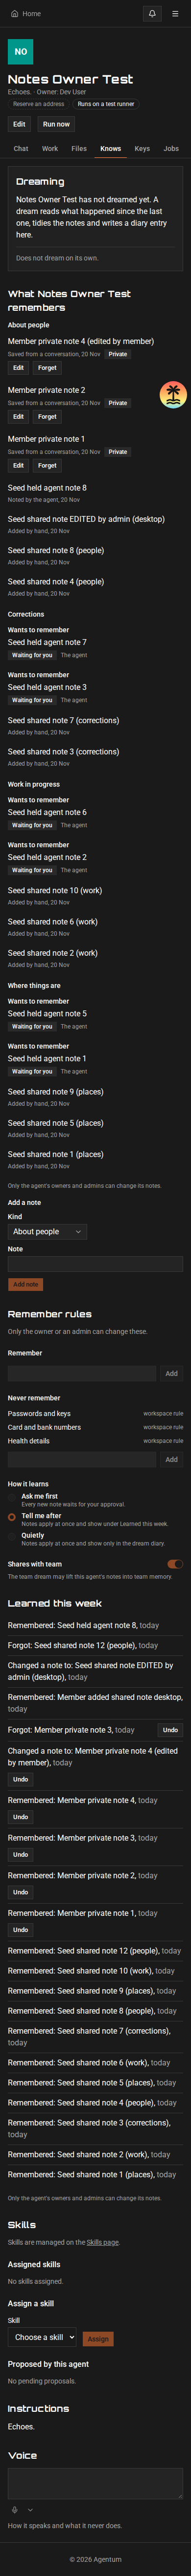 Home
NO
Notes Owner Test
Echoes. · Owner: Dev User
Reserve an address
Runs on a test runner
Edit
Run now
Chat
Work
Files
Knows
Keys
Jobs
Dreaming
Notes Owner Test has not dreamed yet. A
dream reads what happened since the last
one, tidies the notes and writes a diary entry
here.
Does not dream on its own.
What Notes Owner Test
remembers
About people
Member private note 4 (edited by member)
Saved from a conversation, 20 Nov
Private
Edit
Forget
Member private note 2
Saved from a conversation, 20 Nov
Private
Edit
Forget
Member private note 1
Saved from a conversation, 20 Nov
Private
Edit
Forget
Seed held agent note 8
Noted by the agent, 20 Nov
Seed shared note EDITED by admin (desktop)
Added by hand, 20 Nov
Seed shared note 8 (people)
Added by hand, 20 Nov
Seed shared note 4 (people)
Added by hand, 20 Nov
Corrections
Wants to remember
Seed held agent note 7
Waiting for you
The agent
Wants to remember
Seed held agent note 3
Waiting for you
The agent
Seed shared note 7 (corrections)
Added by hand, 20 Nov
Seed shared note 3 (corrections)
Added by hand, 20 Nov
Work in progress
Wants to remember
Seed held agent note 6
Waiting for you
The agent
Wants to remember
Seed held agent note 2
Waiting for you
The agent
Seed shared note 10 (work)
Added by hand, 20 Nov
Seed shared note 6 (work)
Added by hand, 20 Nov
Seed shared note 2 (work)
Added by hand, 20 Nov
Where things are
Wants to remember
Seed held agent note 5
Waiting for you
The agent
Wants to remember
Seed held agent note 1
Waiting for you
The agent
Seed shared note 9 (places)
Added by hand, 20 Nov
Seed shared note 5 (places)
Added by hand, 20 Nov
Seed shared note 1 (places)
Added by hand, 20 Nov
Only the agent's owners and admins can change its notes.
Add a note
Kind
About people
Note
Add note
Remember rules
Only the owner or an admin can change these.
Remember
Add
Never remember
Passwords and keys
workspace rule
Card and bank numbers
workspace rule
Health details
workspace rule
Add
How it learns
Ask me first
Every new note waits for your approval.
Tell me after
Notes apply at once and show under Learned this week.
Quietly
Notes apply at once and show only in the dream diary.
Shares with team
The team dream may lift this agent's notes into team memory.
Learned this week
Remembered: Seed held agent note 8, today
Forgot: Seed shared note 12 (people), today
Changed a note to: Seed shared note EDITED by
admin (desktop), today
Remembered: Member added shared note desktop,
today
Forgot: Member private note 3, today
Undo
Changed a note to: Member private note 4 (edited
by member), today
Undo
Remembered: Member private note 4, today
Undo
Remembered: Member private note 3, today
Undo
Remembered: Member private note 2, today
Undo
Remembered: Member private note 1, today
Undo
Remembered: Seed shared note 12 (people), today
Remembered: Seed shared note 10 (work), today
Remembered: Seed shared note 9 (places), today
Remembered: Seed shared note 8 (people), today
Remembered: Seed shared note 7 (corrections),
today
Remembered: Seed shared note 6 (work), today
Remembered: Seed shared note 5 (places), today
Remembered: Seed shared note 4 (people), today
Remembered: Seed shared note 3 (corrections),
today
Remembered: Seed shared note 2 (work), today
Remembered: Seed shared note 1 (places), today
Only the agent's owners and admins can change its notes.
Skills
Skills are managed on the Skills page.
Assigned skills
No skills assigned.
Add a skill
Skill
Choose a skill
Assign
Proposed by this agent
No pending proposals.
Instructions
Echoes.
Voice
How it speaks and what it never does.
© 2026 Agentum